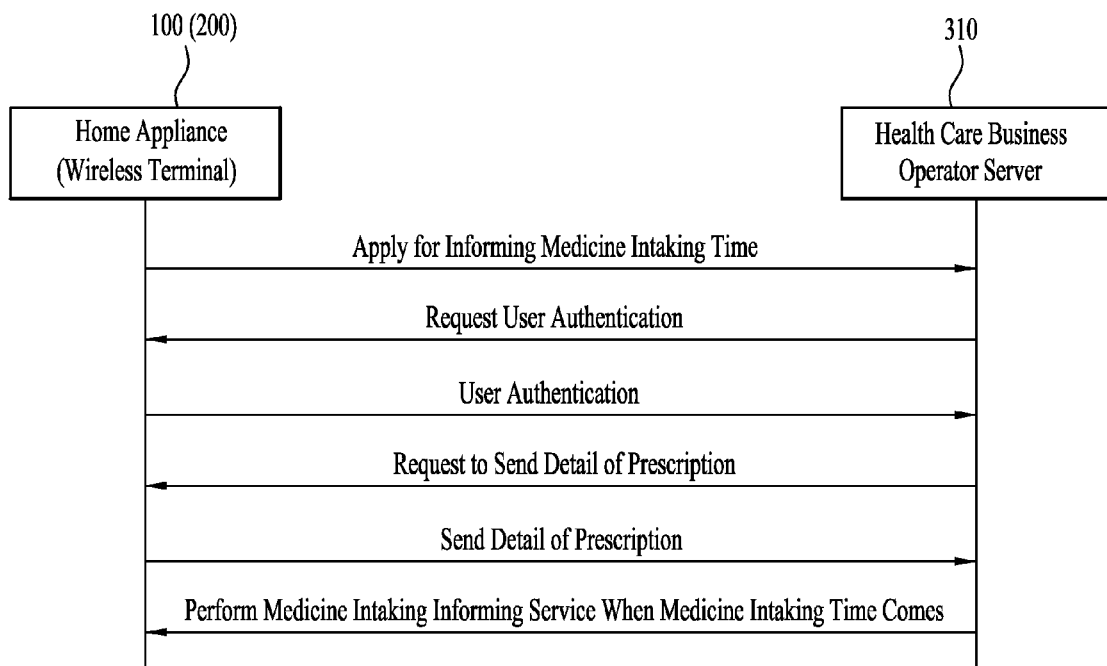 100 (200)
310
Home Appliance
(Wireless Terminal)
Health Care Business
Operator Server
Apply for Informing Medicine Intaking Time
Request User Authentication
User Authentication
Request to Send Detail of Prescription
Send Detail of Prescription
Perform Medicine Intaking Informing Service When Medicine Intaking Time Comes